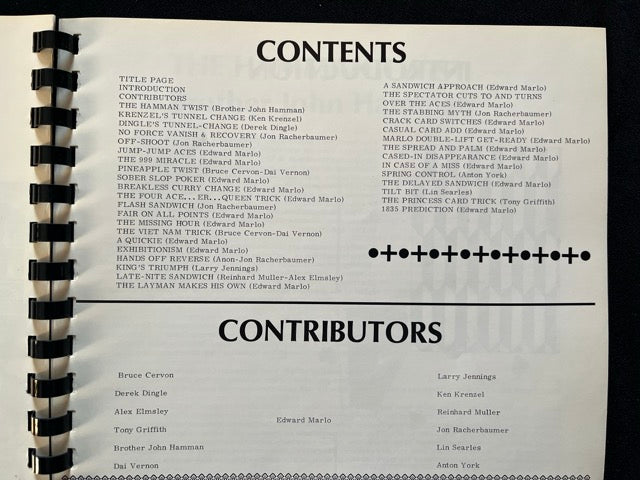 CONTENTS
TITLE PAGE
INTRODUCTION
CONTRIBUTORS
THE HAMMAN TWIST (Brother John Hamman)
KRENZEL'S TUNNEL CHANGE (Ken Krenzel)
DINGLE'S TUNNEL-CHANGE (Derek Dingle)
NO FORCE VANISH & RECOVERY (Jon Racherbaumer)
OFF-SHOOT (Jon Racherbaumer)
JUMP-JUMP ACES (Edward Marlo)
THE 999 MIRACLE (Edward Marlo)
PINEAPPLE TWIST (Bruce Cervon-Dai Vernon)
SOBER SLOP POKER (Edward Marlo)
BREAKLESS CURRY CHANGE (Edward Marlo)
THE FOUR ACE...ER...QUEEN TRICK (Edward Marlo)
FLASH SANDWICH (Jon Racherbaumer)
FAIR ON ALL POINTS (Edward Marlo)
THE MISSING HOUR (Edward Marlo)
THE VIET NAM TRICK (Bruce Cervon-Dai Vernon)
A QUICKIE (Edward Marlo)
EXHIBITIONISM (Edward Marlo)
HANDS OFF REVERSE (Anon-Jon Racherbaumer)
KING'S TRIUMPH (Larry Jennings)
LATE-NITE SANDWICH (Reinhard Muller-Alex Elmsley)
THE LAYMAN MAKES HIS OWN (Edward Marlo)
A SANDWICH APPROACH (Edward Marlo)
THE SPECTATOR CUTS TO AND TURNS
OVER THE ACES (Edward Marlo)
THE STABBING MYTH (Jon Racherbaumer)
CRACK CARD SWITCHES (Edward Marlo)
CASUAL CARD ADD (Edward Marlo)
MARLO DOUBLE-LIFT GET-READY (Edward Marlo)
THE SPREAD AND PALM (Edward Marlo)
CASED-IN DISAPPEARANCE (Edward Marlo)
IN CASE OF A MISS (Edward Marlo)
SPRING CONTROL (Anton York)
THE DELAYED SANDWICH (Edward Marlo)
TILT BIT (Lin Searles)
THE PRINCESS CARD TRICK (Tony Griffith)
1835 PREDICTION (Edward Marlo)
CONTRIBUTORS
Bruce Cervon
Derek Dingle
Alex Elmsley
Tony Griffith
Brother John Hamman
Dai Vernon
Edward Marlo
Larry Jennings
Ken Krenzel
Reinhard Muller
Jon Racherbaumer
Lin Searles
Anton York